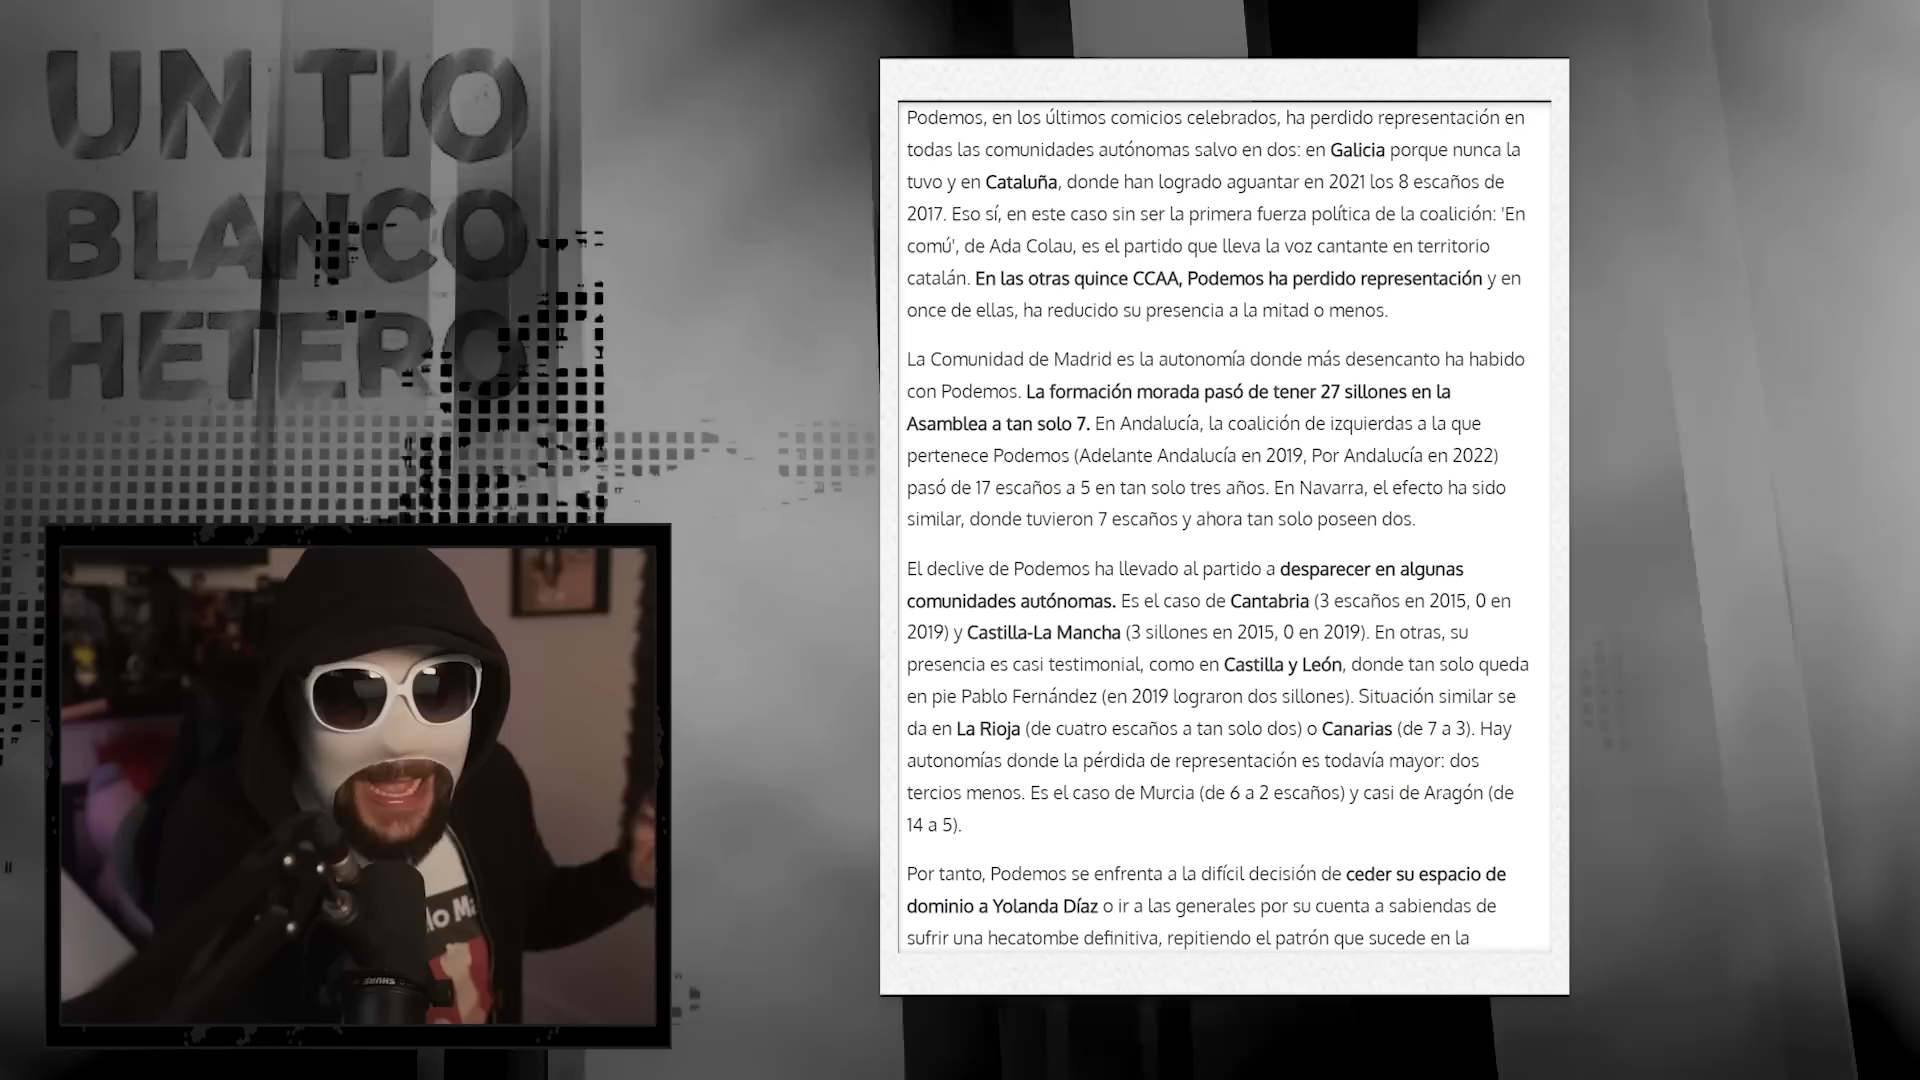 UN TIO
BLANCO
HETERO
Podemos, en los últimos comicios celebrados, ha perdido representación en
todas las comunidades autónomas salvo en dos: en Galicia porque nunca la
tuvo y en Cataluña, donde han logrado aguantar en 2021 los 8 escaños de
2017. Eso sí, en este caso sin ser la primera fuerza política de la coalición: 'En
comú', de Ada Colau, es el partido que lleva la voz cantante en territorio
catalán. En las otras quince CCAA, Podemos ha perdido representación y en
once de ellas, ha reducido su presencia a la mitad o menos.
La Comunidad de Madrid es la autonomía donde más desencanto ha habido
con Podemos. La formación morada pasó de tener 27 sillones en la
Asamblea a tan solo 7. En Andalucía, la coalición de izquierdas a la que
pertenece Podemos (Adelante Andalucía en 2019, Por Andalucía en 2022)
pasó de 17 escaños a 5 en tan solo tres años. En Navarra, el efecto ha sido
similar, donde tuvieron 7 escaños y ahora tan solo poseen dos.
El declive de Podemos ha llevado al partido a desparecer en algunas
comunidades autónomas. Es el caso de Cantabria (3 escaños en 2015, 0 en
2019) y Castilla-La Mancha (3 sillones en 2015, 0 en 2019). En otras, su
presencia es casi testimonial, como en Castilla y León, donde tan solo queda
en pie Pablo Fernández (en 2019 lograron dos sillones). Situación similar se
da en La Rioja (de cuatro escaños a tan solo dos) o Canarias (de 7 a 3). Hay
autonomías donde la pérdida de representación es todavía mayor: dos
tercios menos. Es el caso de Murcia (de 6 a 2 escaños) y casi de Aragón (de
14 a 5).
Por tanto, Podemos se enfrenta a la difícil decisión de ceder su espacio de
dominio a Yolanda Díaz o ir a las generales por su cuenta a sabiendas de
sufrir una hecatombe definitiva, repitiendo el patrón que sucede en la
SHURE